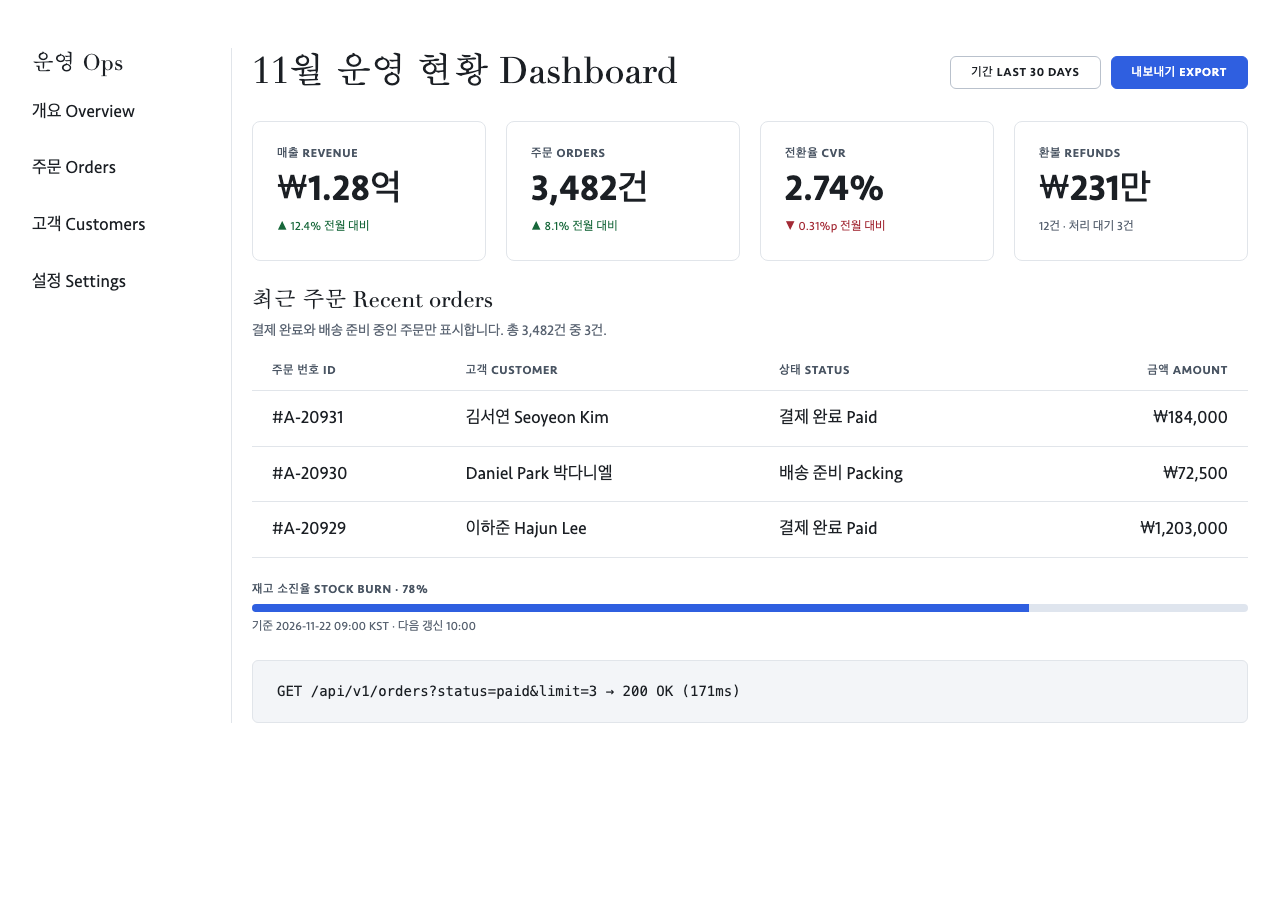 운영 Ops
개요 Overview
주문 Orders
고객 Customers
설정 Settings
11월 운영 현황 Dashboard
기간 LAST 30 DAYS
내보내기 EXPORT
매출 REVENUE
₩1.28억
▲ 12.4% 전월 대비
주문 ORDERS
3,482건
▲ 8.1% 전월 대비
전환율 CVR
2.74%
▼ 0.31%p 전월 대비
환불 REFUNDS
₩231만
12건 · 처리 대기 3건
최근 주문 Recent orders
결제 완료와 배송 준비 중인 주문만 표시합니다. 총 3,482건 중 3건.
주문 번호 ID 고객 CUSTOMER 상태 STATUS 금액 AMOUNT
#A-20931 김서연 Seoyeon Kim 결제 완료 Paid ₩184,000
#A-20930 Daniel Park 박다니엘 배송 준비 Packing ₩72,500
#A-20929 이하준 Hajun Lee 결제 완료 Paid ₩1,203,000
재고 소진율 STOCK BURN · 78%
기준 2026-11-22 09:00 KST · 다음 갱신 10:00
GET /api/v1/orders?status=paid&limit=3 → 200 OK (171ms)